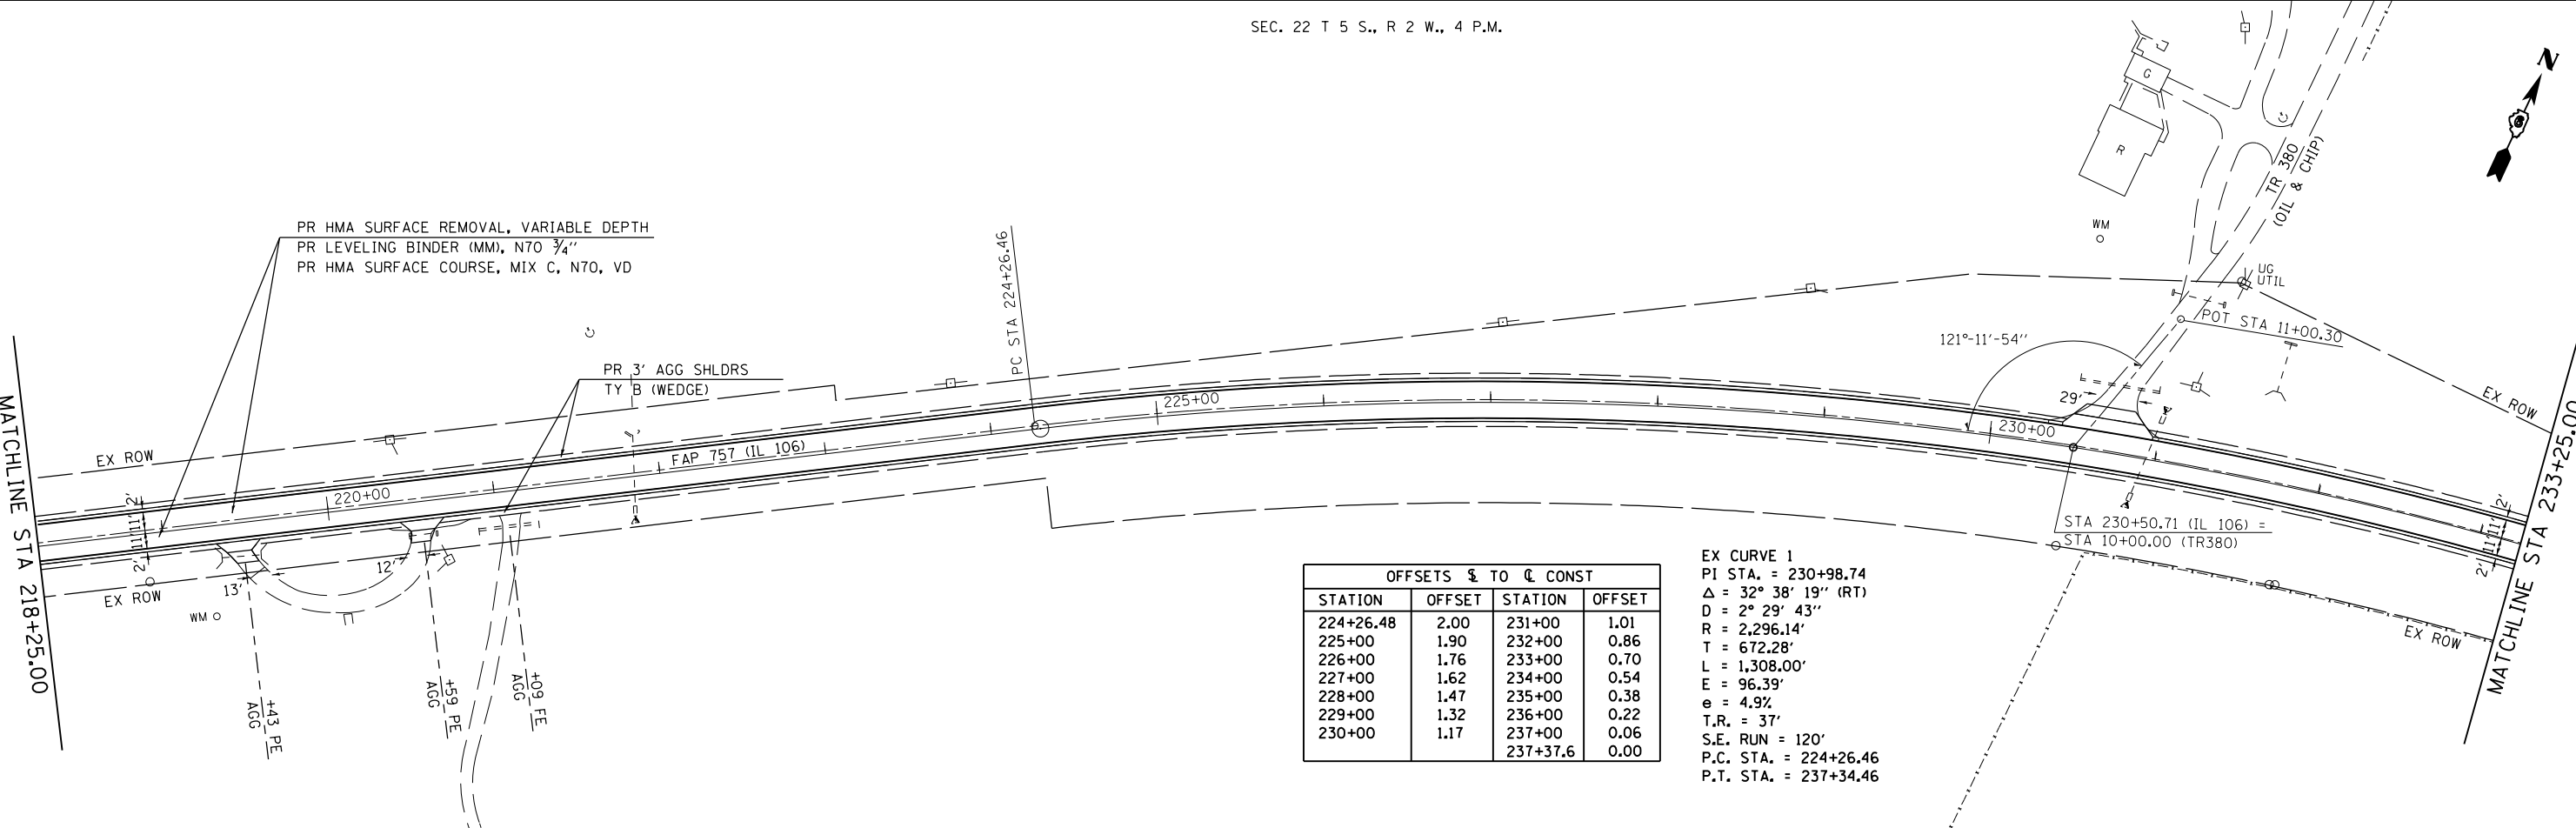 SEC. 22 T 5 S., R 2 W., 4 P.M.
N
G
R
TR 380
(OIL & CHIP)
WM
UG
UTIL
PR HMA SURFACE REMOVAL, VARIABLE DEPTH
PR LEVELING BINDER (MM), N70 3/4"
PR HMA SURFACE COURSE, MIX C, N70, VD
PC STA 224+26.46
POT STA 11+00.30
121°-11'-54"
PR 3' AGG SHLDRS
TY B (WEDGE)
29'
EX ROW
MATCHLINE STA 218+25.00
MATCHLINE STA 233+25.00
EX ROW
225+00
230+00
FAP 757 (IL 106)
220+00
2'
11'
11'
2'
2'
11'
11'
2'
STA 230+50.71 (IL 106) =
STA 10+00.00 (TR380)
12'
13'
EX ROW
WM
EX ROW
+43 PE
AGG
+59 PE
AGG
+09 FE
AGG
OFFSETS SL TO CL CONST
STATION OFFSET STATION OFFSET
224+26.48 2.00 231+00 1.01
225+00 1.90 232+00 0.86
226+00 1.76 233+00 0.70
227+00 1.62 234+00 0.54
228+00 1.47 235+00 0.38
229+00 1.32 236+00 0.22
230+00 1.17 237+00 0.06
237+37.6 0.00
EX CURVE 1
PI STA. = 230+98.74
Δ = 32° 38' 19" (RT)
D = 2° 29' 43"
R = 2,296.14'
T = 672.28'
L = 1,308.00'
E = 96.39'
e = 4.9%
T.R. = 37'
S.E. RUN = 120'
P.C. STA. = 224+26.46
P.T. STA. = 237+34.46